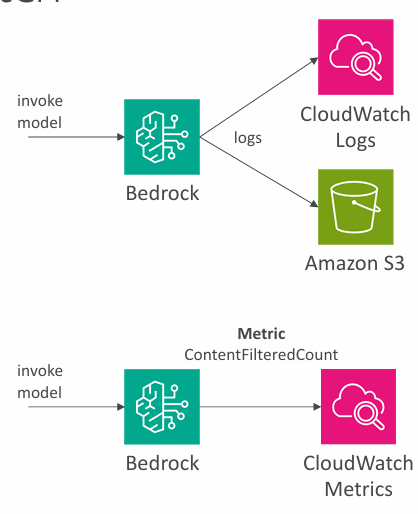 invoke
model
Bedrock
logs
CloudWatch
Logs
Amazon S3
Metric
ContentFilteredCount
invoke
model
Bedrock
CloudWatch
Metrics